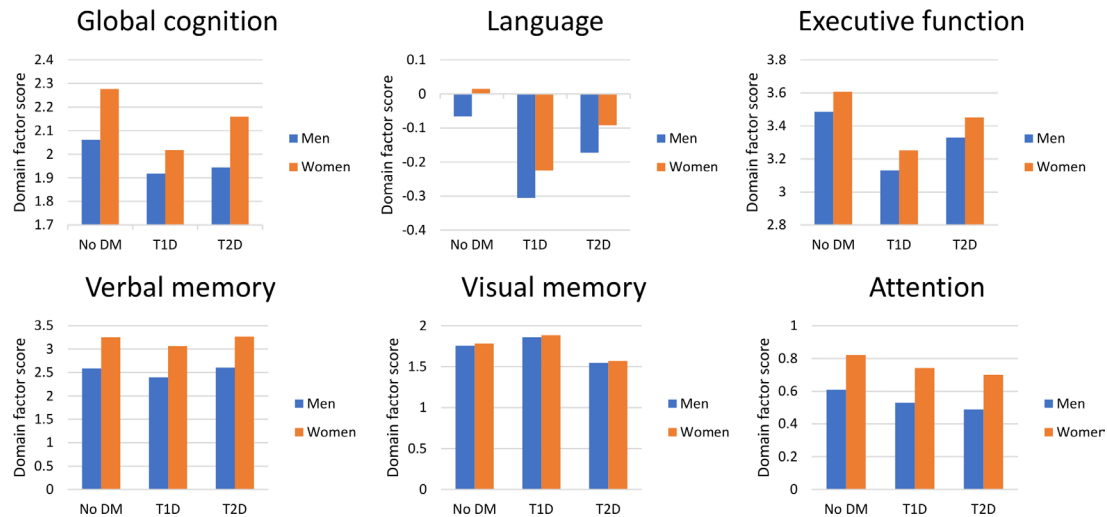 Global cognition
Domain factor score
2.4
2.3
2.2
2.1
2
1.9
1.8
1.7
No DM T1D T2D
Men
Women
Language
Domain factor score
0.1
0
-0.1
-0.2
-0.3
-0.4
No DM T1D T2D
Men
Women
Executive function
Domain factor score
3.8
3.6
3.4
3.2
3
2.8
No DM T1D T2D
Men
Women
Verbal memory
Domain factor score
3.5
3
2.5
2
1.5
1
0.5
0
No DM T1D T2D
Men
Women
Visual memory
Domain factor score
2
1.5
1
0.5
0
No DM T1D T2D
Men
Women
Attention
Domain factor score
1
0.8
0.6
0.4
0.2
0
No DM T1D T2D
Men
Women